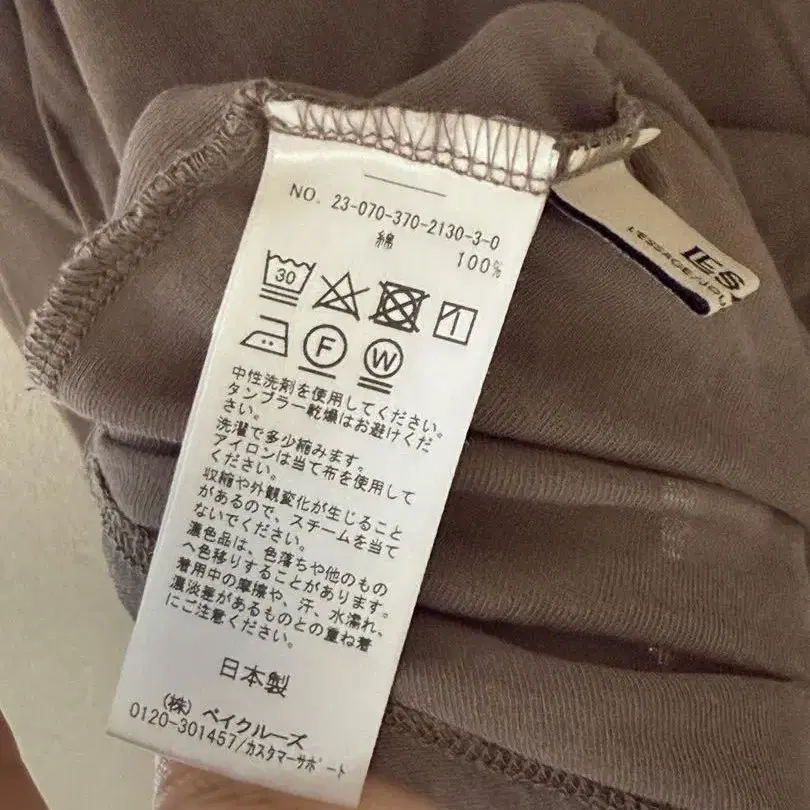 NO. 23-070-370-2130-3-0
綿 100%
30
F W
中性洗剤を使用してください。
タンブラー乾燥はお避けくだ
さい。
洗濯で多少縮みます。
アイロンは当て布を使用して
ください。
収縮や外観変化が生じること
があるので、スチームを当て
ないでください。
濃色品は、色落ちや他のもの
へ色移りすることがあります。
着用中の摩擦や、汗、水濡れ、
濃淡差があるものとの重ね着
にご注意ください。
日本製
(株) ベイクルーズ
0120-301457/カスタマーサポート
LES
L'ESSAGE/JOU